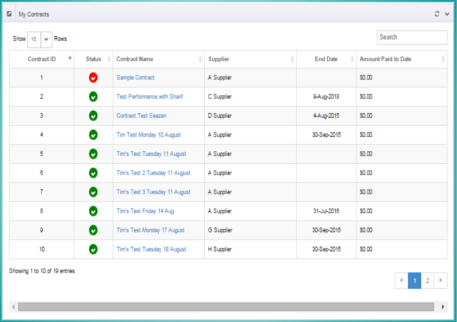 My Contracts
Show 10 Rows
Search
Contract ID Status Contract Name Supplier End Date Amount Paid to Date
1 Sample Contract A Supplier $0.00
2 Test Performance with Sharif C Supplier 9-Aug-2018 $0.00
3 Contract Test Seazan D Supplier 4-Aug-2015 $0.00
4 Tim Test Monday 10 August A Supplier 30-Sep-2015 $0.00
5 Tim's Test Tuesday 11 August A Supplier $0.00
6 Tim's Test 2 Tuesday 11 August A Supplier $0.00
7 Tim's Test 3 Tuesday 11 August A Supplier $0.00
8 Tim's Test Friday 14 Aug A Supplier 31-Jul-2016 $0.00
9 Tim's Test Monday 17 August G Supplier 30-Sep-2015 $0.00
10 Tim's Test Tuesday 18 August H Supplier 30-Sep-2015 $0.00
Showing 1 to 10 of 19 entries
« 1 2 »